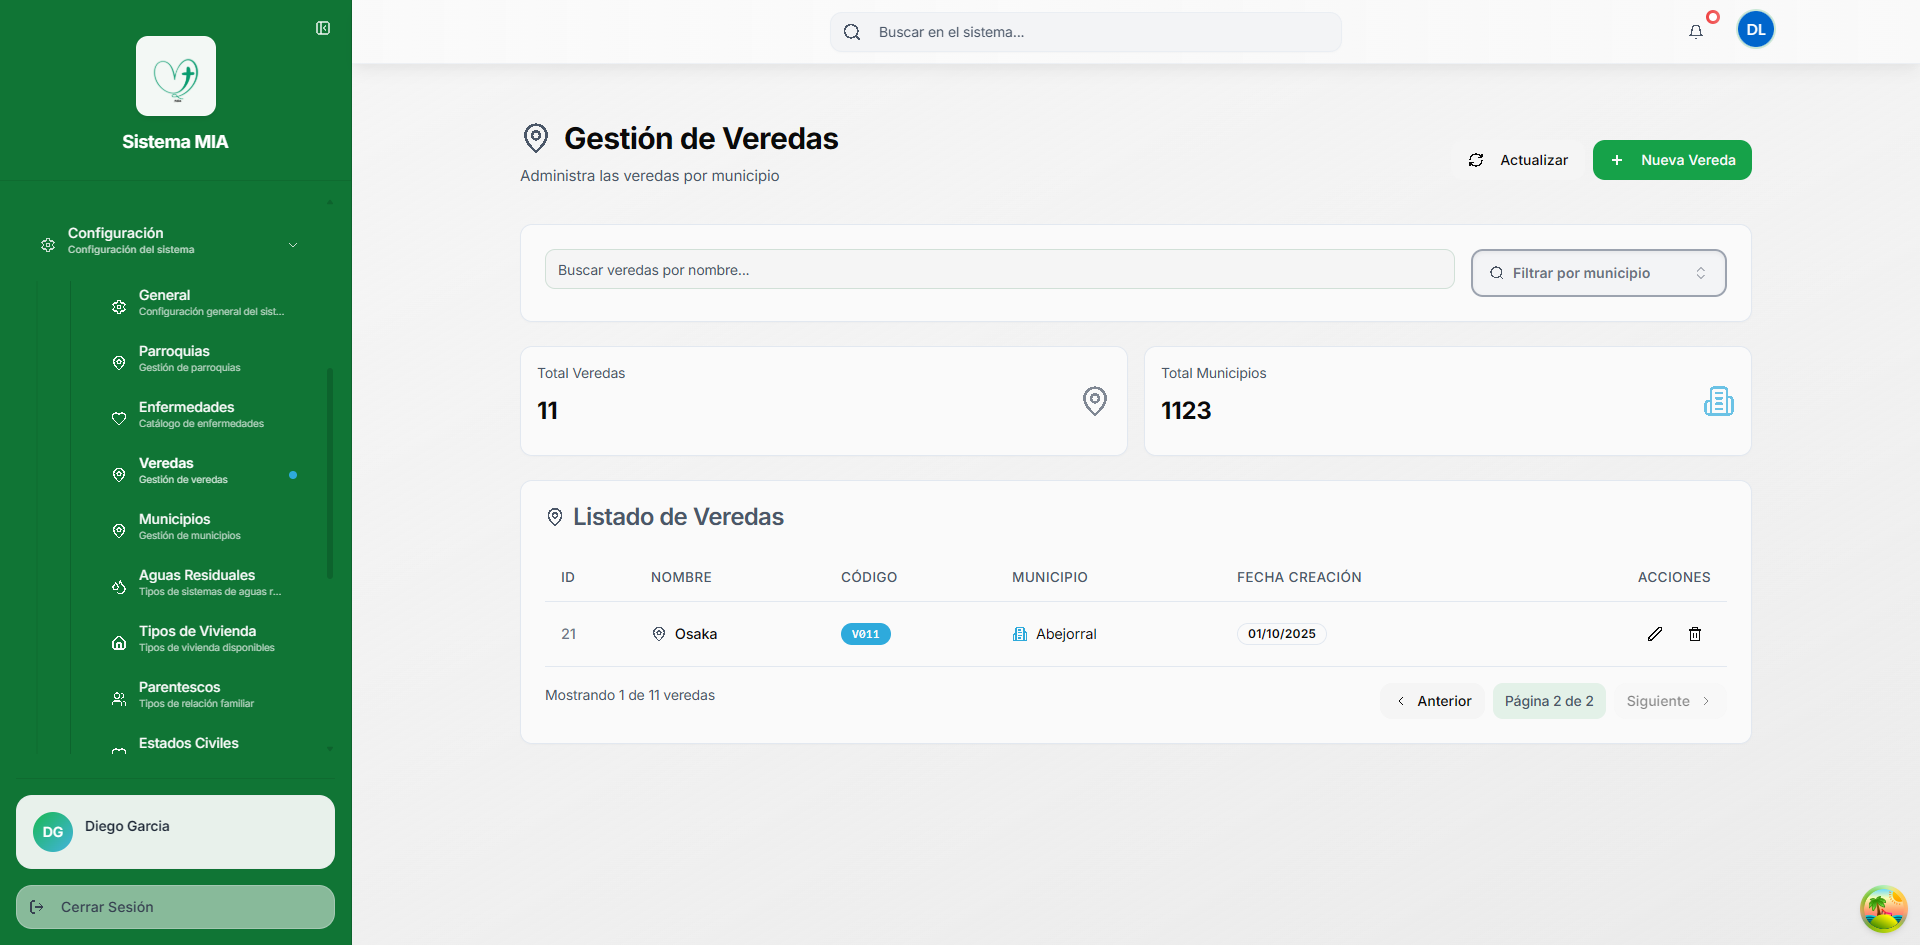 Sistema MIA
Configuración
Configuración del sistema
General
Configuración general del sist...
Parroquias
Gestión de parroquias
Enfermedades
Catálogo de enfermedades
Veredas
Gestión de veredas
Municipios
Gestión de municipios
Aguas Residuales
Tipos de sistemas de aguas r...
Tipos de Vivienda
Tipos de vivienda disponibles
Parentescos
Tipos de relación familiar
Estados Civiles
DG
Diego Garcia
Cerrar Sesión
Buscar en el sistema...
DL
Gestión de Veredas
Administra las veredas por municipio
Actualizar
Nueva Vereda
Buscar veredas por nombre...
Filtrar por municipio
Total Veredas
11
Total Municipios
1123
Listado de Veredas
ID NOMBRE CÓDIGO MUNICIPIO FECHA CREACIÓN ACCIONES
21 Osaka V011 Abejorral 01/10/2025
Mostrando 1 de 11 veredas
Anterior Página 2 de 2 Siguiente